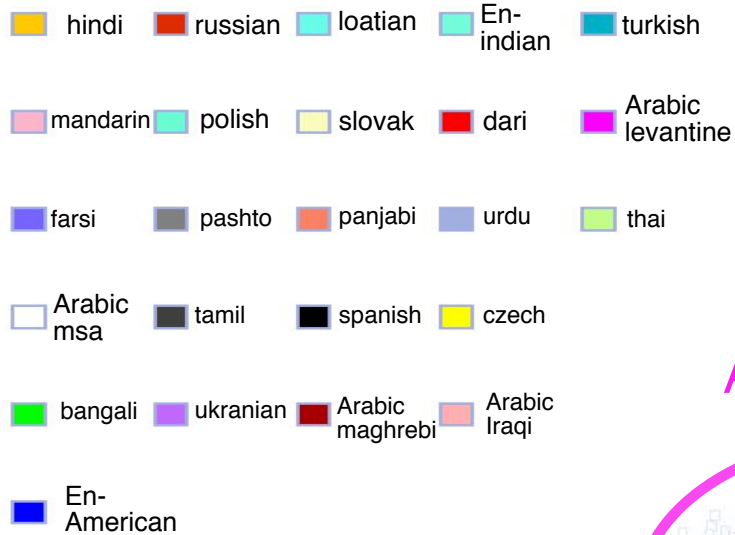 hindi russian loatian En-indian turkish
mandarin polish slovak dari Arabic levantine
farsi pashto panjabi urdu thai
Arabic msa tamil spanish czech
bangali ukranian Arabic maghrebi Arabic Iraqi
En-American